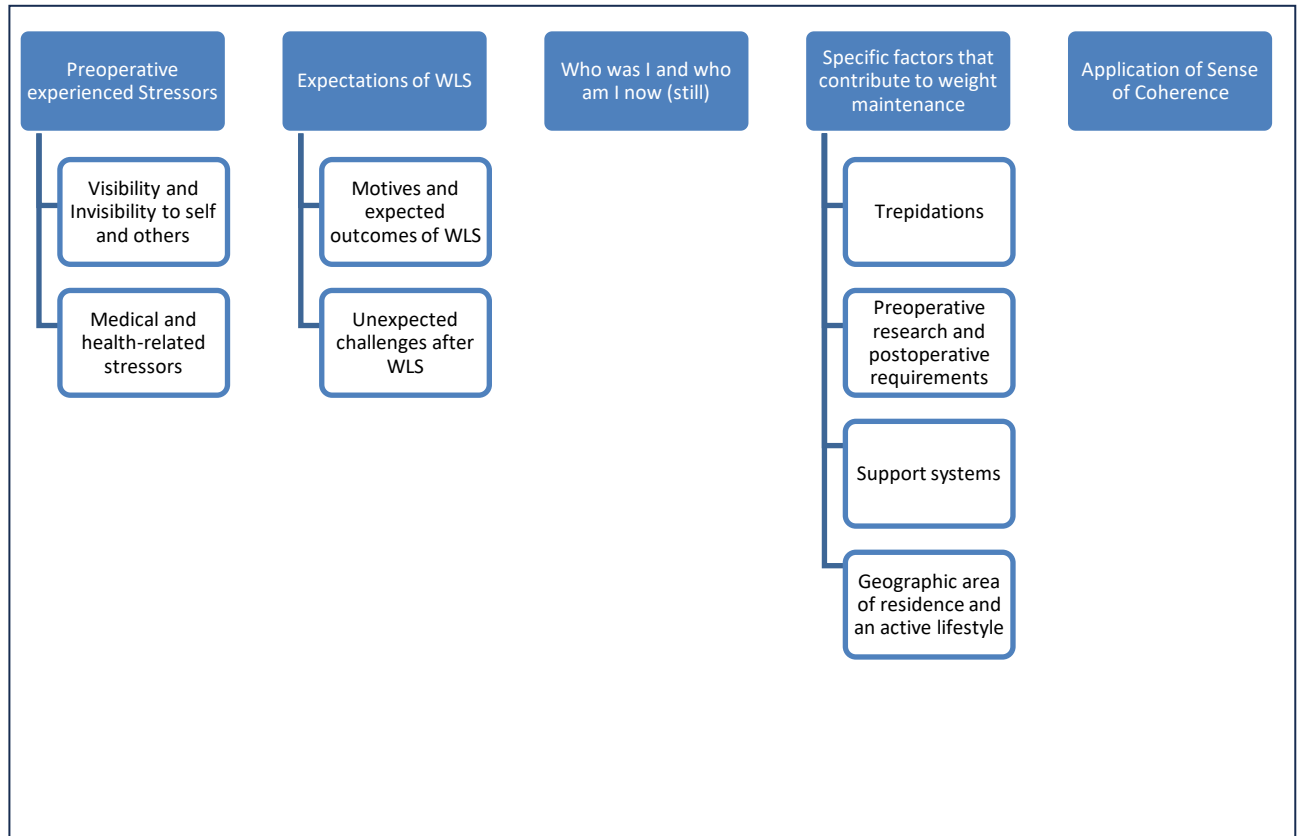 Preoperative
experienced Stressors
Visibility and
Invisibility to self
and others
Medical and
health-related
stressors
Expectations of WLS
Motives and
expected
outcomes of WLS
Unexpected
challenges after
WLS
Who was I and who
am I now (still)
Specific factors that
contribute to weight
maintenance
Trepidations
Preoperative
research and
postoperative
requirements
Support systems
Geographic area
of residence and
an active lifestyle
Application of Sense
of Coherence